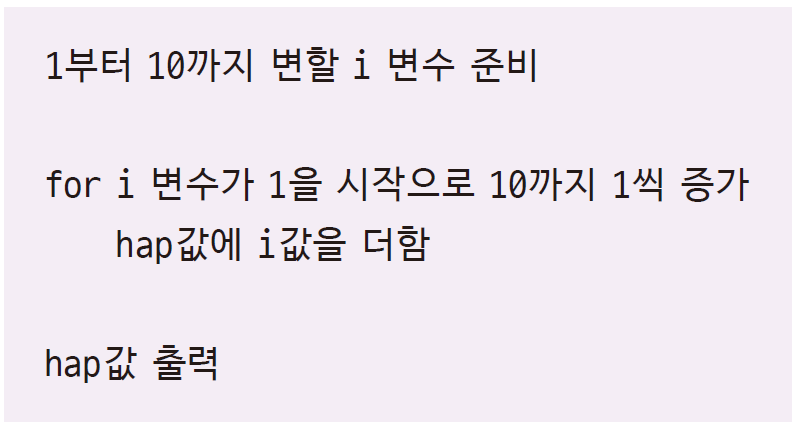 1부터 10까지 변할 i 변수 준비
for i 변수가 1을 시작으로 10까지 1씩 증가
hap값에 i값을 더함
hap값 출력